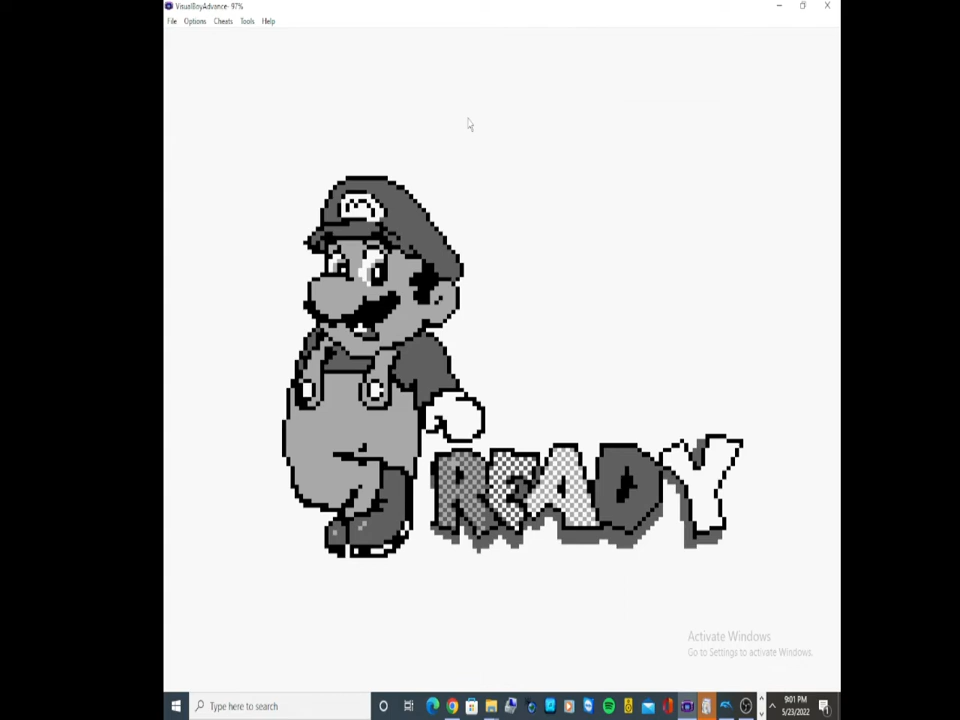 VisualBoyAdvance- 97%
File Options Cheats Tools Help
M
READY
Activate Windows
Go to Settings to activate Windows.
Type here to search
9:01 PM
5/23/2022
1